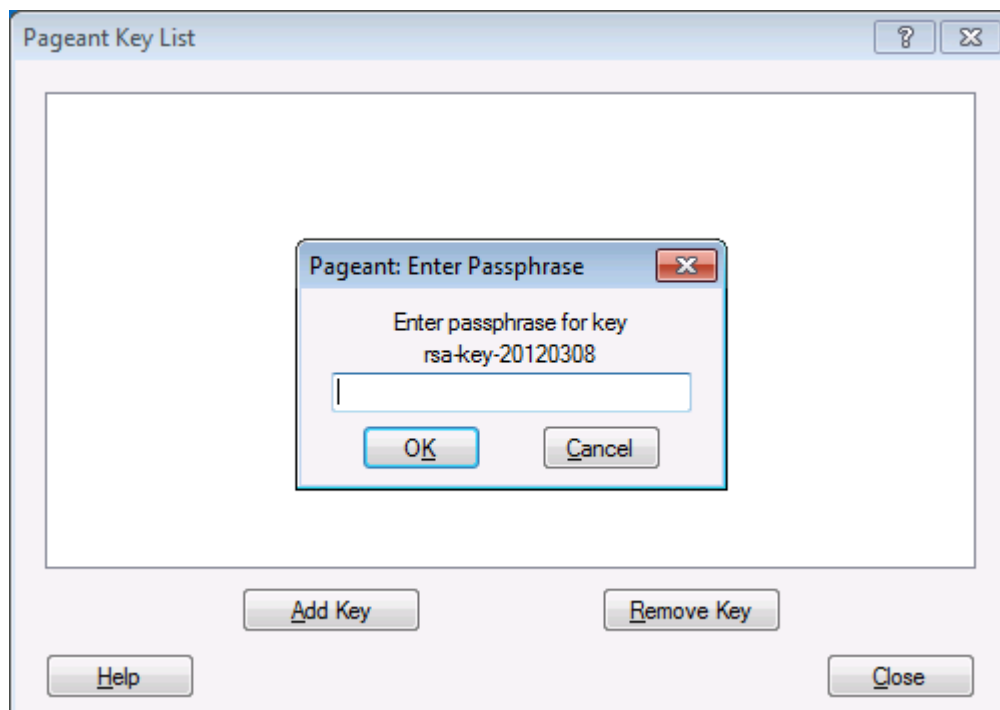 Pageant Key List
Pageant: Enter Passphrase
Enter passphrase for key
rsa-key-20120308
OK
Cancel
Add Key
Remove Key
Help
Close